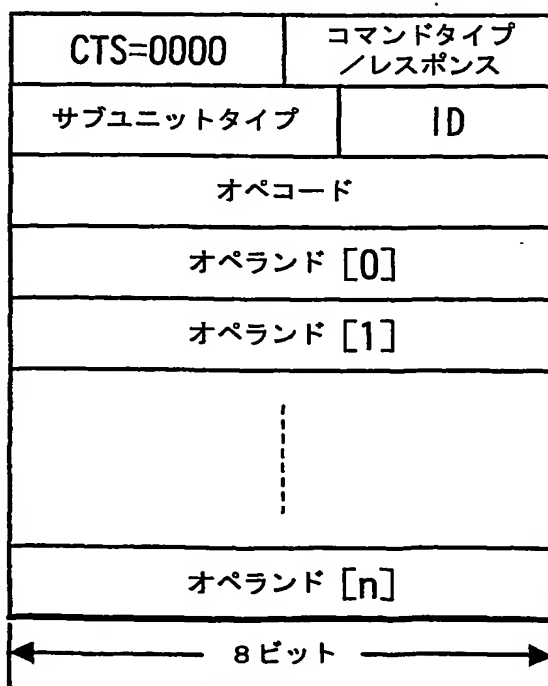 CTS=0000
コマンドタイプ
／レスポンス
サブユニットタイプ
ID
オペコード
オペランド [0]
オペランド [1]
オペランド [n]
8ビット